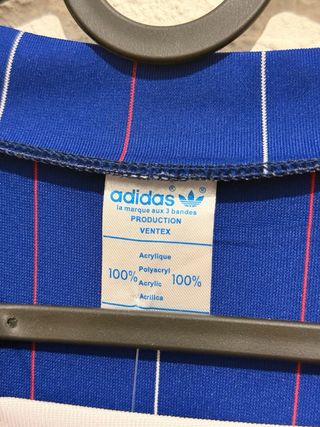 adidas ® ®
la marque aux 3 bandes
PRODUCTION
VENTEX
Acrylique
100% Polyacryl 100%
Acrylic
Acrilica